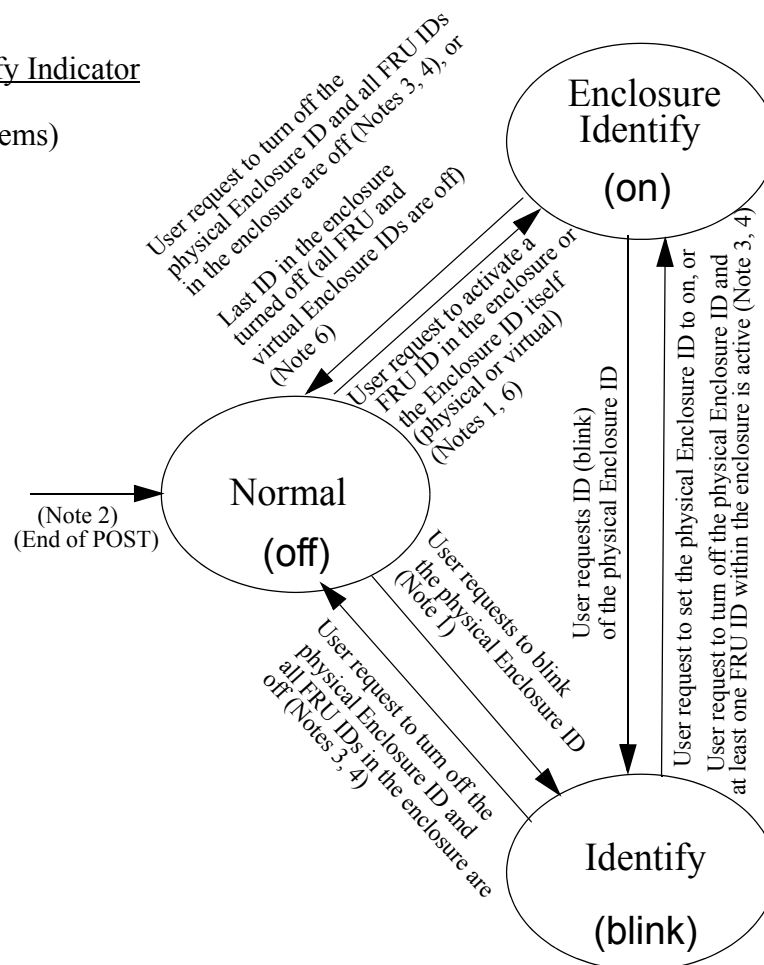 fy Indicator
ems)
User request to turn off the
physical Enclosure ID and all FRU IDs
in the enclosure are off (Notes 3, 4), or
Last ID in the enclosure
turned off (all FRU and
virtual Enclosure IDs are off)
(Note 6)
User request to activate a
FRU ID in the enclosure or
the Enclosure ID itself
(physical or virtual)
(Notes 1, 6)
Enclosure
Identify
(on)
Normal
(off)
(Note 2)
(End of POST)
User requests ID (blink)
of the physical Enclosure ID
User request to set the physical Enclosure ID to on, or
User request to turn off the physical Enclosure ID and
at least one FRU ID within the enclosure is active (Note 3, 4)
User requests to blink
the physical Enclosure ID
(Note 1)
User request to turn off the
physical Enclosure ID and
all FRU IDs in the enclosure are
off (Notes 3, 4)
Identify
(blink)